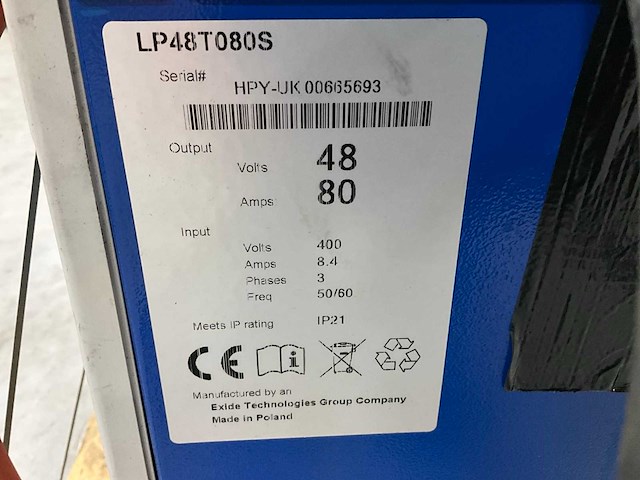 LP48T080S
Serial# HPY-UK 00665693
Output
Volts 48
Amps 80
Input
Volts 400
Amps 8.4
Phases 3
Freq 50/60
Meets IP rating IP21
CE
Manufactured by an
Exide Technologies Group Company
Made in Poland